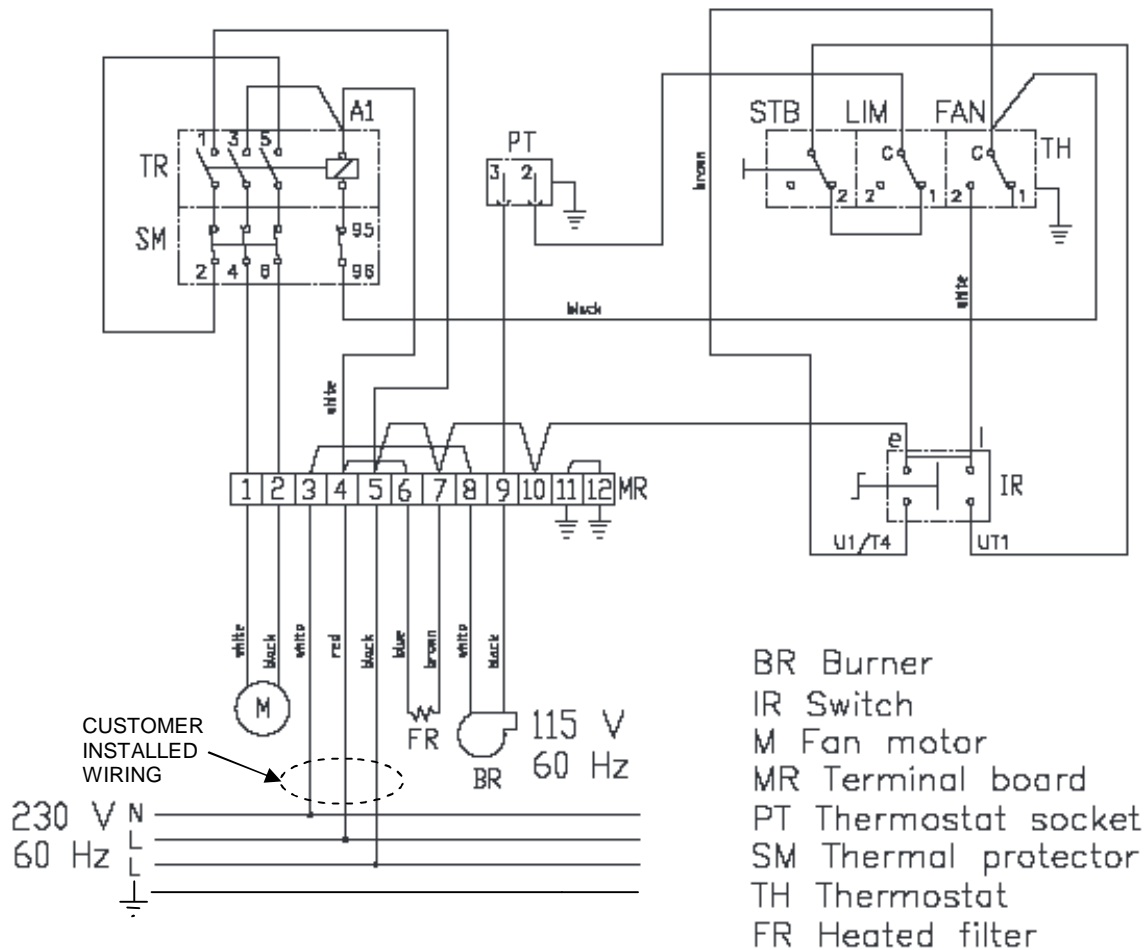 A1
STB LIM FAN
TH
1 3 5
TR
PT
3 2
C C
2 2 1 2 1
SM
95
2 4 6 96
brown
black
white
white
e l
1 2 3 4 5 6 7 8 9 10 11 12 MR
IR
U1/T4 UT1
white black white red black blue brown white black
M
FR
BR
115 V
60 Hz
CUSTOMER
INSTALLED
WIRING
230 V N
60 Hz L
L
BR Burner
IR Switch
M Fan motor
MR Terminal board
PT Thermostat socket
SM Thermal protector
TH Thermostat
FR Heated filter